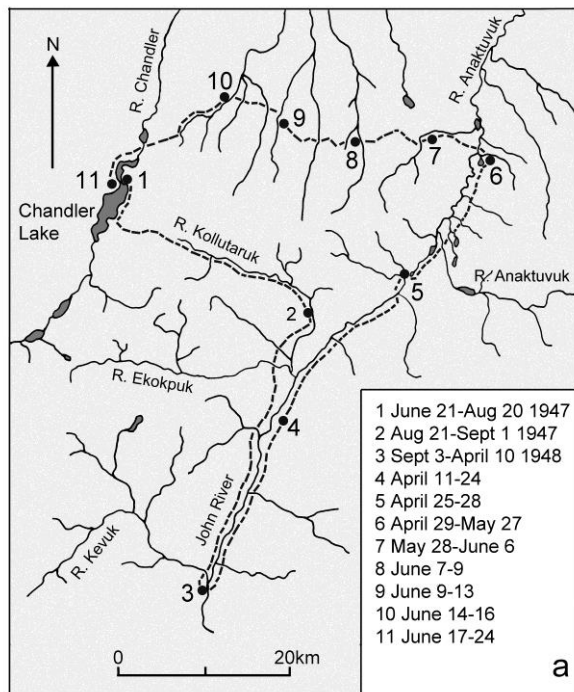 N
R. Chandler
R. Anaktuvuk
10
9
8
7
6
11
1
Chandler
Lake
R. Kollutaruk
5
R. Anaktuvuk
2
R. Ekokpuk
4
John River
R. Kevuk
3
0
20km
1 June 21-Aug 20 1947
2 Aug 21-Sept 1 1947
3 Sept 3-April 10 1948
4 April 11-24
5 April 25-28
6 April 29-May 27
7 May 28-June 6
8 June 7-9
9 June 9-13
10 June 14-16
11 June 17-24
a